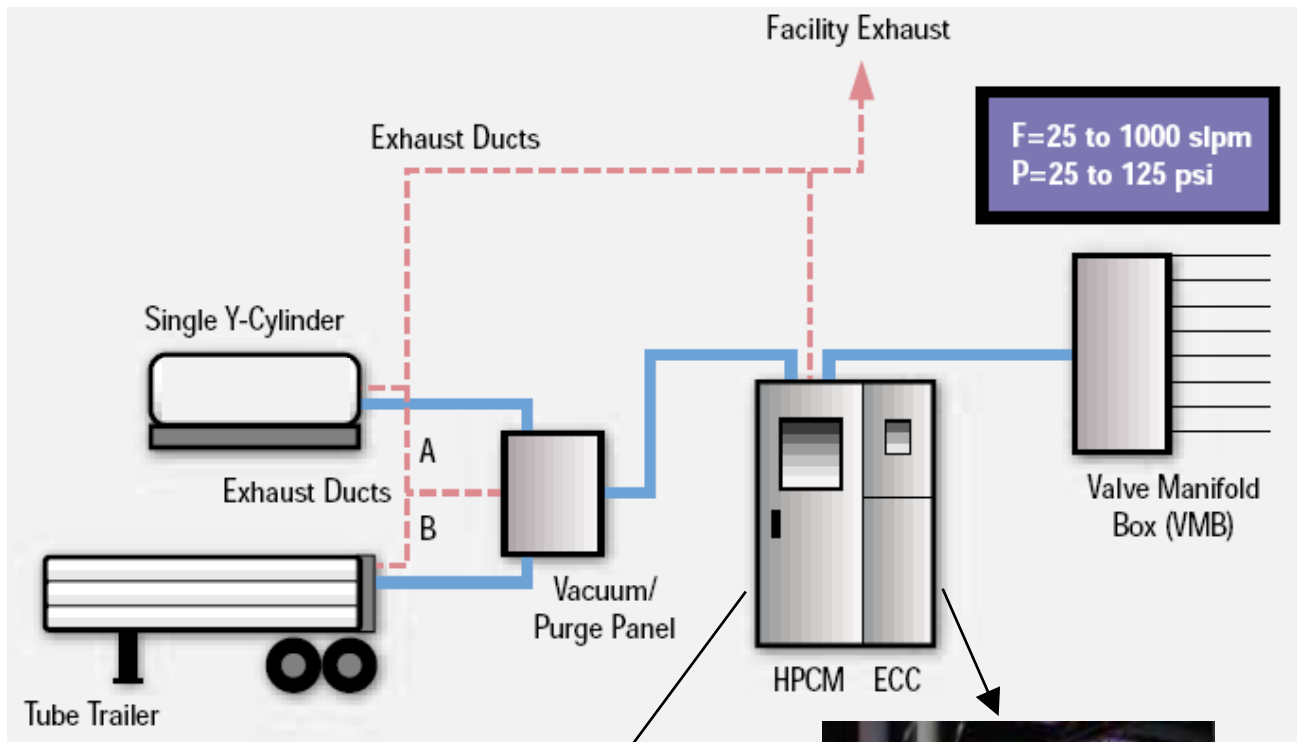 Facility Exhaust
Exhaust Ducts
F=25 to 1000 slpm
P=25 to 125 psi
Single Y-Cylinder
A
Exhaust Ducts
B
Valve Manifold
Box (VMB)
Vacuum/
Purge Panel
HPCM ECC
Tube Trailer